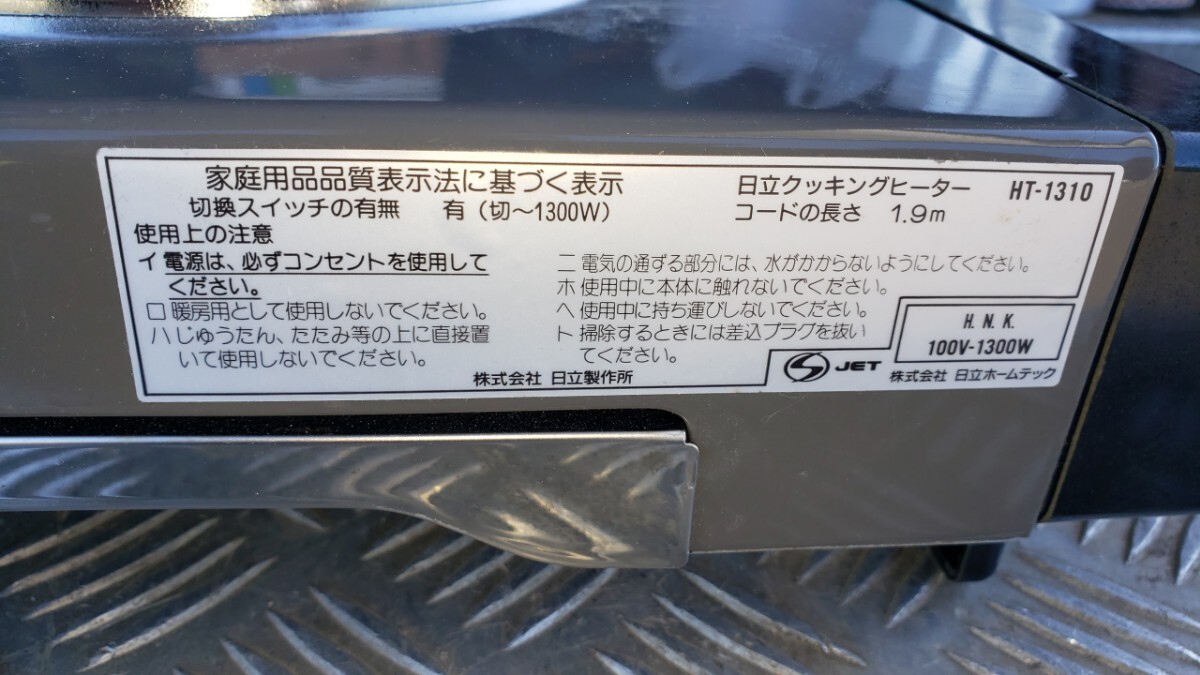 家庭用品品質表示法に基づく表示
切換スイッチの有無 有（切〜1300W）
日立クッキングヒーター HT-1310
コードの長さ 1.9m
使用上の注意
イ 電源は、必ずコンセントを使用して
ください。
ロ 暖房用として使用しないでください。
ハ じゅうたん、たたみ等の上に直接置
いて使用しないでください。
ニ 電気の通ずる部分には、水がかからないようにしてください。
ホ 使用中に本体に触れないでください。
ヘ 使用中に持ち運びしないでください。
ト 掃除するときには差込プラグを抜い
てください。
株式会社 日立製作所
JET
H. N. K.
100V-1300W
株式会社 日立ホームテック